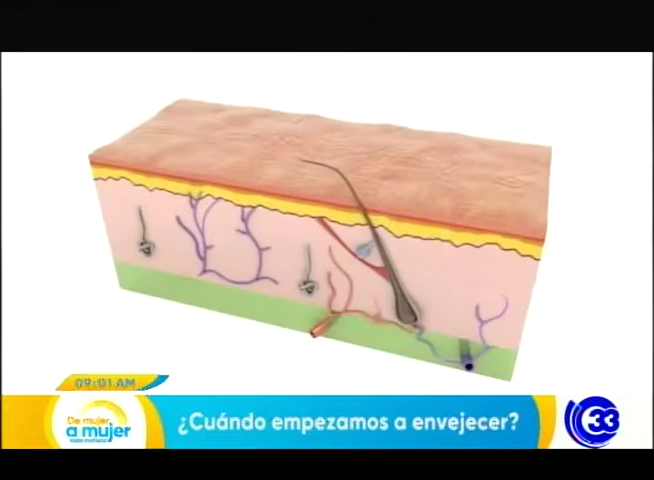 09:01 AM
De mujer
a mujer
¿Cuándo empezamos a envejecer?
33